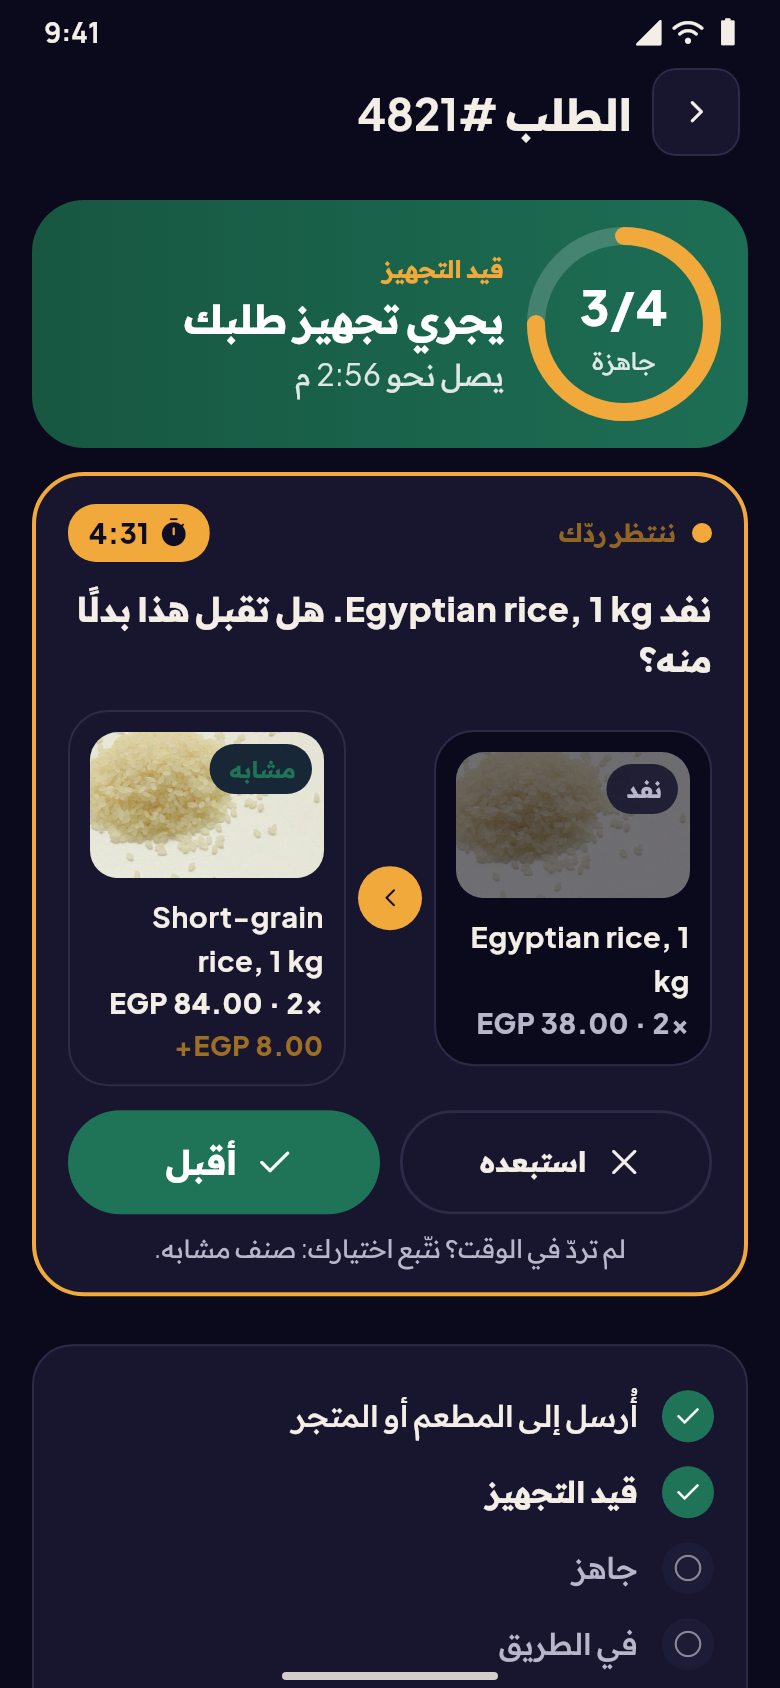 9:41
الطلب #4821
3/4
جاهزة
قيد التجهيز
يجري تجهيز طلبك
يصل نحو 2:56 م
ننتظر ردّك
4:31
نفد Egyptian rice, 1 kg. هل تقبل هذا بدلًا
منه؟
نفد
Egyptian rice, 1
kg
EGP 38.00 · 2×
مشابه
Short-grain
rice, 1 kg
EGP 84.00 · 2×
+EGP 8.00
استبعده
أقبل
لم تردّ في الوقت؟ نتّبع اختيارك: صنف مشابه.
أُرسل إلى المطعم أو المتجر
قيد التجهيز
جاهز
في الطريق